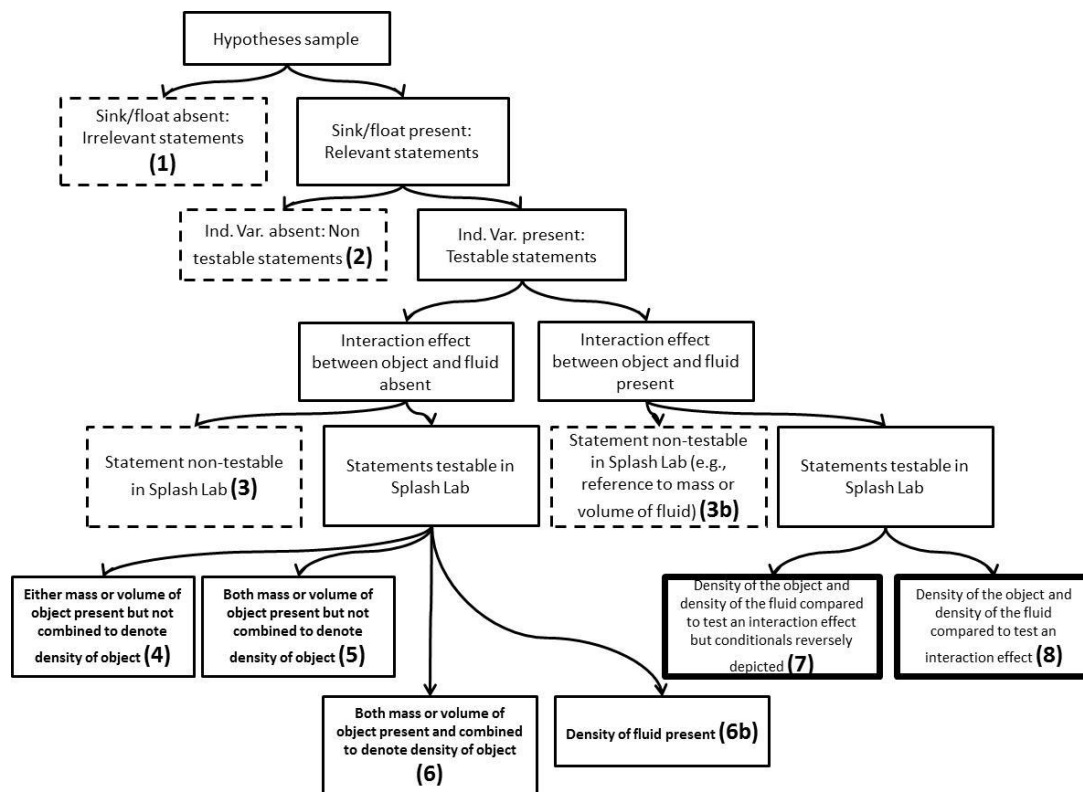 Hypotheses sample
Sink/float absent:
Irrelevant statements
(1)
Sink/float present:
Relevant statements
Ind. Var. absent: Non
testable statements (2)
Ind. Var. present:
Testable statements
Interaction effect
between object and fluid
absent
Interaction effect
between object and fluid
present
Statement non-testable
in Splash Lab (3)
Statements testable in
Splash Lab
Statement non-testable
in Splash Lab (e.g.,
reference to mass or
volume of fluid) (3b)
Statements testable in
Splash Lab
Either mass or volume of
object present but not
combined to denote
density of object (4)
Both mass or volume of
object present but not
combined to denote
density of object (5)
Density of the object and
density of the fluid compared
to test an interaction effect
but conditionals reversely
depicted (7)
Density of the object and
density of the fluid
compared to test an
interaction effect (8)
Both mass or volume of
object present and combined
to denote density of object
(6)
Density of fluid present (6b)